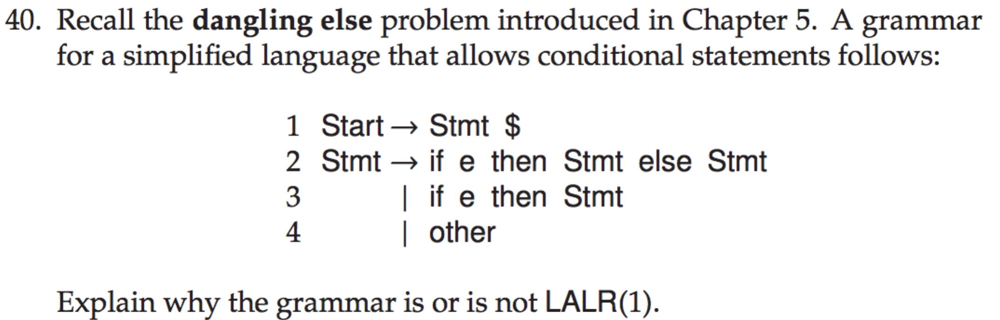 40. Recall the dangling else problem introduced in Chapter 5. A grammar
for a simplified language that allows conditional statements follows:
1 Start → Stmt $
2 Stmt → if e then Stmt else Stmt
3 | if e then Stmt
4 | other
Explain why the grammar is or is not LALR(1).